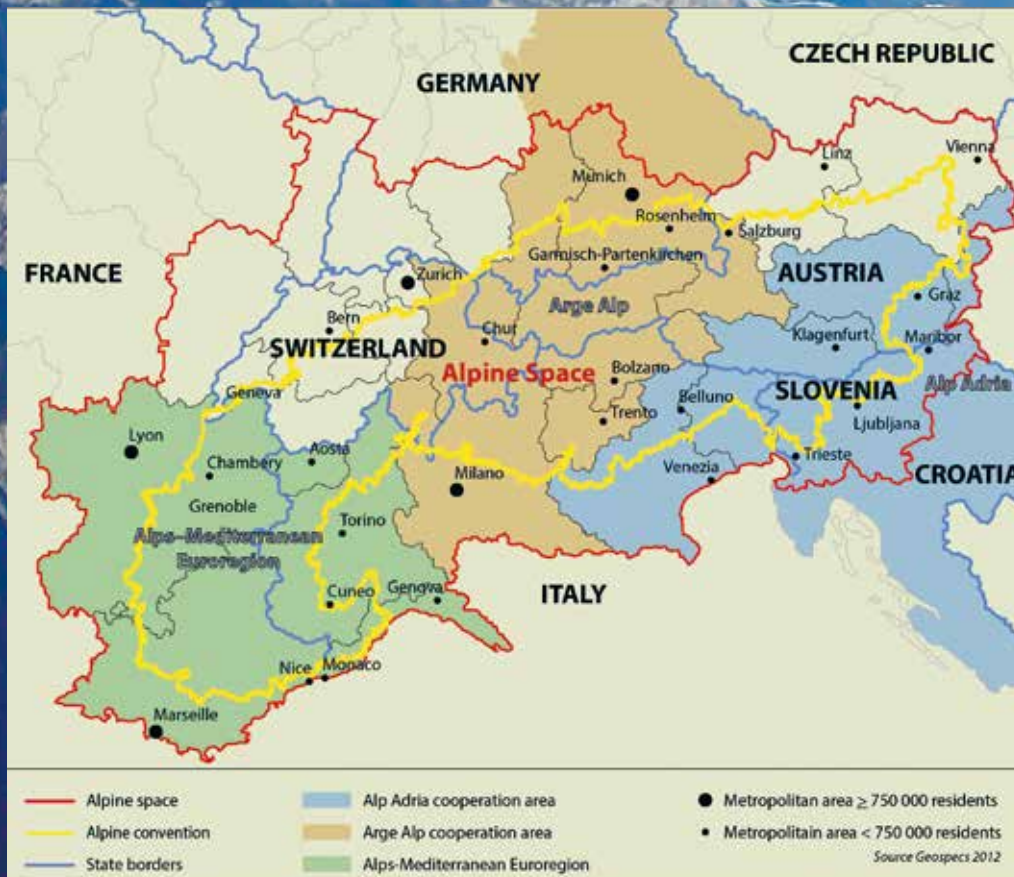 CZECH REPUBLIC
GERMANY
Vienna
Linz
Munich
Rosenheim
Salzburg
Garmisch-Partenkirchen
FRANCE
Zurich
AUSTRIA
Arge Alp
Graz
Bern
Chur
Klagenfurt
Maribor
SWITZERLAND
Alpine Space
Bolzano
Alp Adria
Geneva
Belluno
SLOVENIA
Trento
Ljubljana
Lyon
Aosta
Chambéry
Venezia
Trieste
Milano
CROATIA
Grenoble
Torino
Alps-Mediterranean
Euroregion
Cuneo
Genova
ITALY
Nice
Monaco
Marseille
Alpine space
Alpine convention
State borders
Alp Adria cooperation area
Arge Alp cooperation area
Alps-Mediterranean Euroregion
Metropolitan area ≥ 750 000 residents
Metropolitain area < 750 000 residents
Source Geospecs 2012